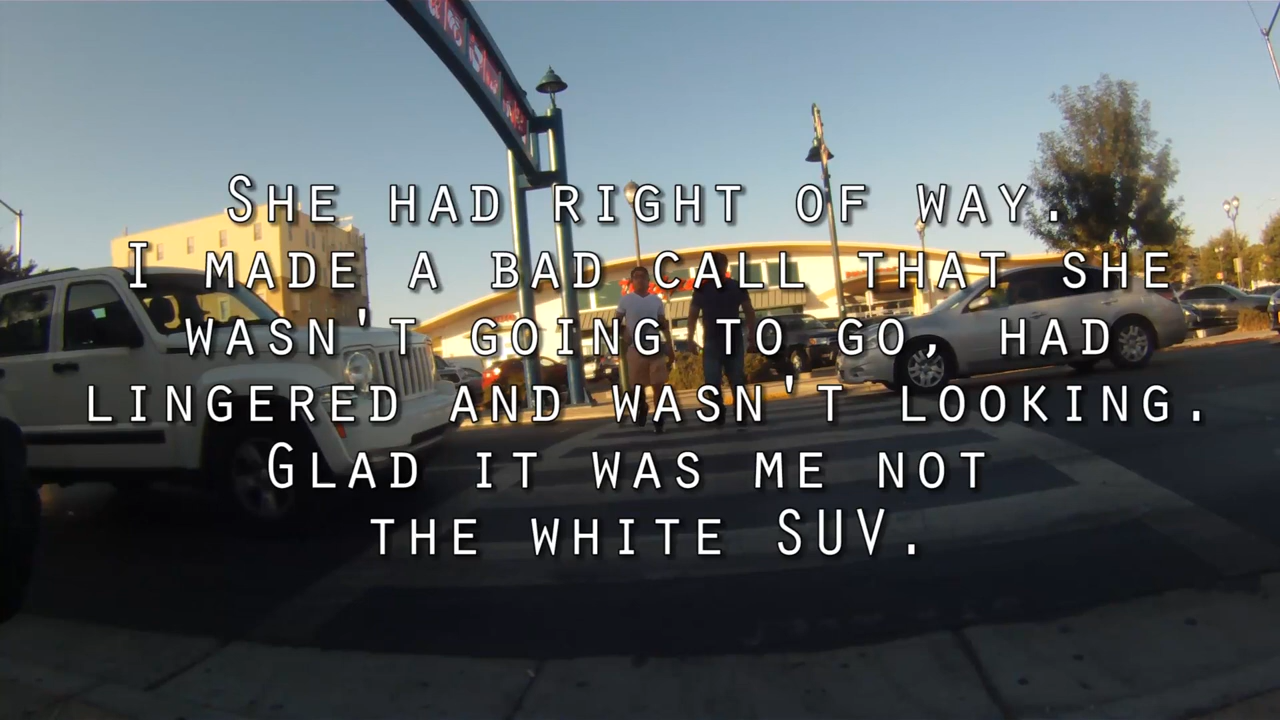 She had right of way.
I made a bad call that she
wasn't going to go, had
lingered and wasn't looking.
Glad it was me not
the white SUV.